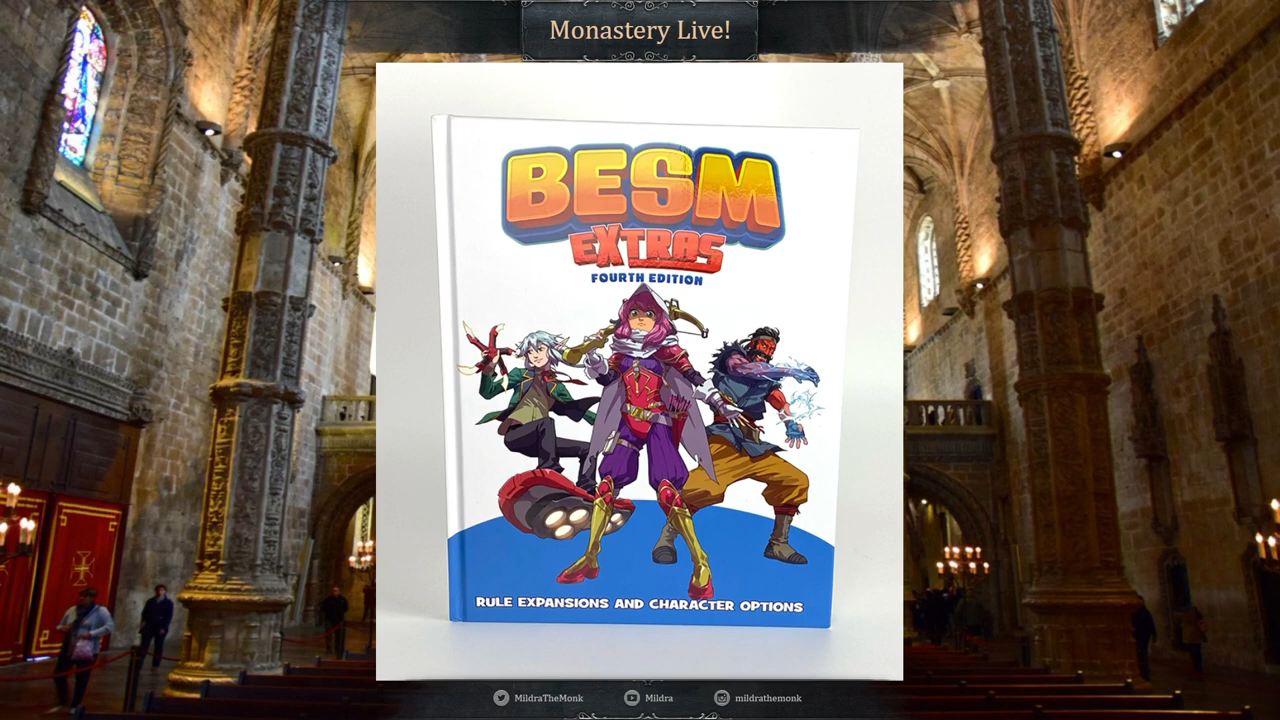 Monastery Live!
BESM
EXTRAS
FOURTH EDITION
RULE EXPANSIONS AND CHARACTER OPTIONS
MildraTheMonk
Mildra
mildrathemonk